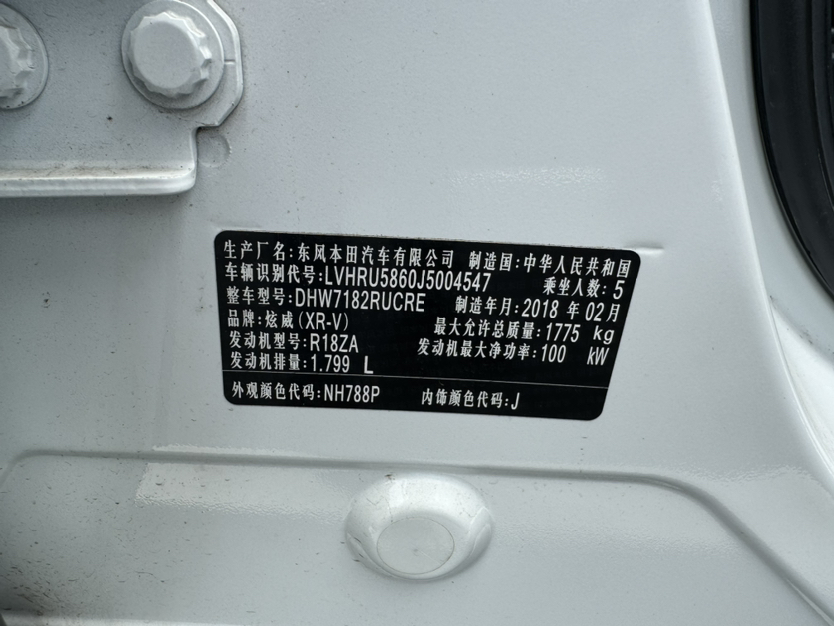 生产厂名:东风本田汽车有限公司 制造国:中华人民共和国
车辆识别代号:LVHRU5860J5004547 乘坐人数:5
整车型号:DHW7182RUCRE 制造年月:2018 年 02月
品牌:炫威(XR-V) 最大允许总质量:1775 kg
发动机型号:R18ZA 发动机最大净功率:100 kW
发动机排量:1.799 L
外观颜色代码:NH788P 内饰颜色代码:J